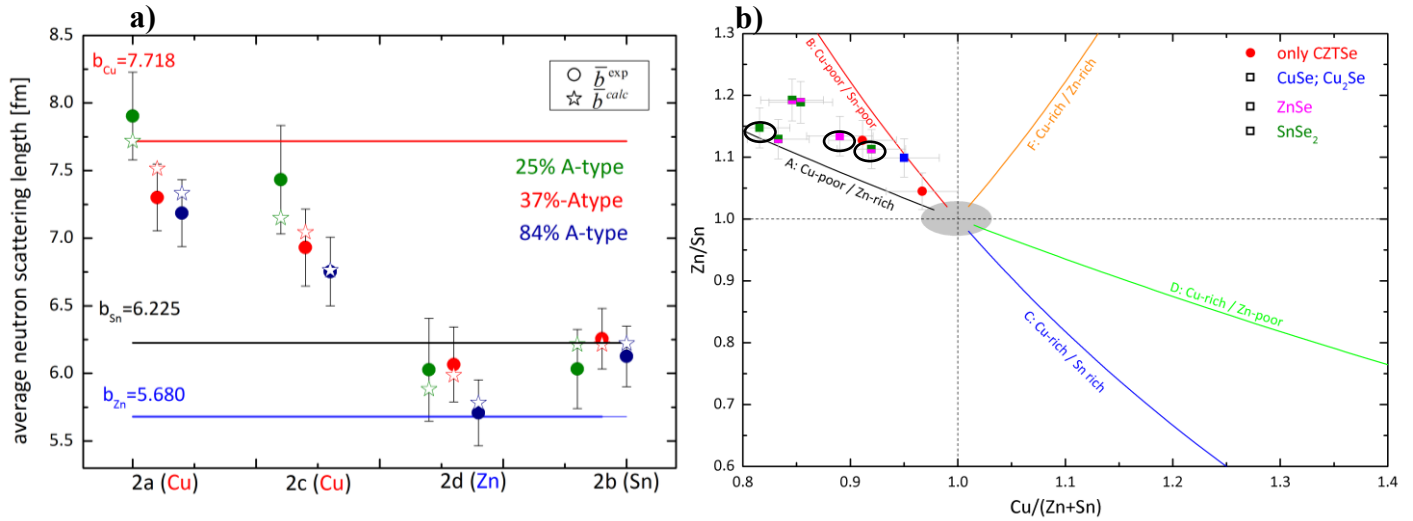 a)
8.5
8.0
7.5
7.0
6.5
6.0
5.5
average neutron scattering length [fm]
b_Cu=7.718
b̄^exp
b̄^calc
25% A-type
37%-Atype
84% A-type
b_Sn=6.225
b_Zn=5.680
2a (Cu)
2c (Cu)
2d (Zn)
2b (Sn)
b)
1.3
1.2
1.1
1.0
0.9
0.8
0.7
0.6
Zn/Sn
B: Cu-poor/Sn-poor
F: Cu-rich / Zn-rich
only CZTSe
CuSe; Cu₂Se
ZnSe
SnSe₂
A: Cu-poor / Zn-rich
D: Cu-rich / Zn-poor
C: Cu-rich / Sn rich
0.8
0.9
1.0
1.1
1.2
1.3
1.4
Cu/(Zn+Sn)